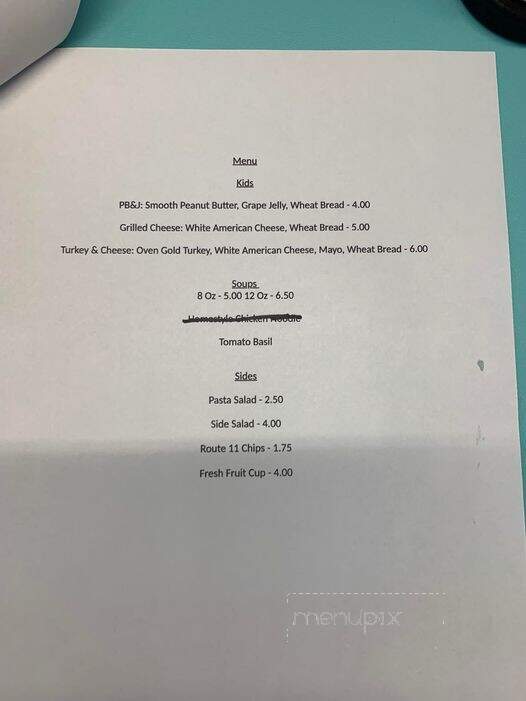 Menu
Kids
PB&J: Smooth Peanut Butter, Grape Jelly, Wheat Bread - 4.00
Grilled Cheese: White American Cheese, Wheat Bread - 5.00
Turkey & Cheese: Oven Gold Turkey, White American Cheese, Mayo, Wheat Bread - 6.00
Soups
8 Oz - 5.00 12 Oz - 6.50
Homestyle Chicken Noodle
Tomato Basil
Sides
Pasta Salad - 2.50
Side Salad - 4.00
Route 11 Chips - 1.75
Fresh Fruit Cup - 4.00
menupix